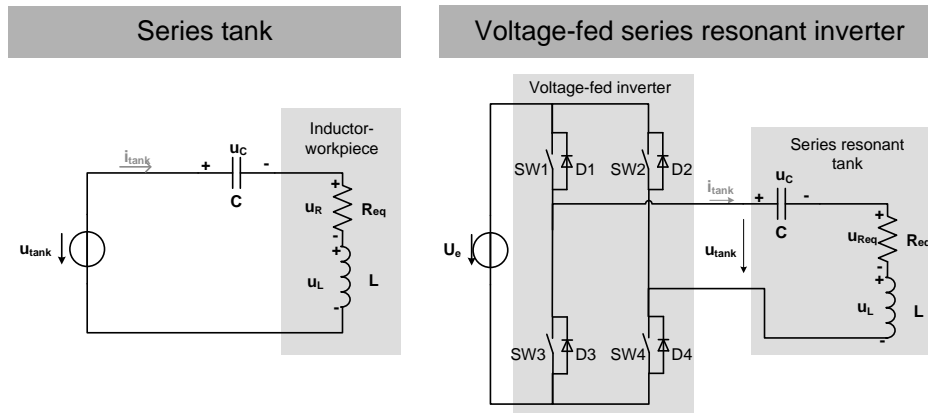 Series tank
Voltage-fed series resonant inverter
Inductor-
workpiece
i_tank
+ u_C -
C
+
u_R
R_eq
-
u_tank
+
u_L
L
-
Voltage-fed inverter
SW1
D1
SW2
D2
U_e
SW3
D3
SW4
D4
Series resonant
tank
i_tank
+ u_C -
C
u_tank
+
u_Req
R_eq
-
+
u_L
L
-